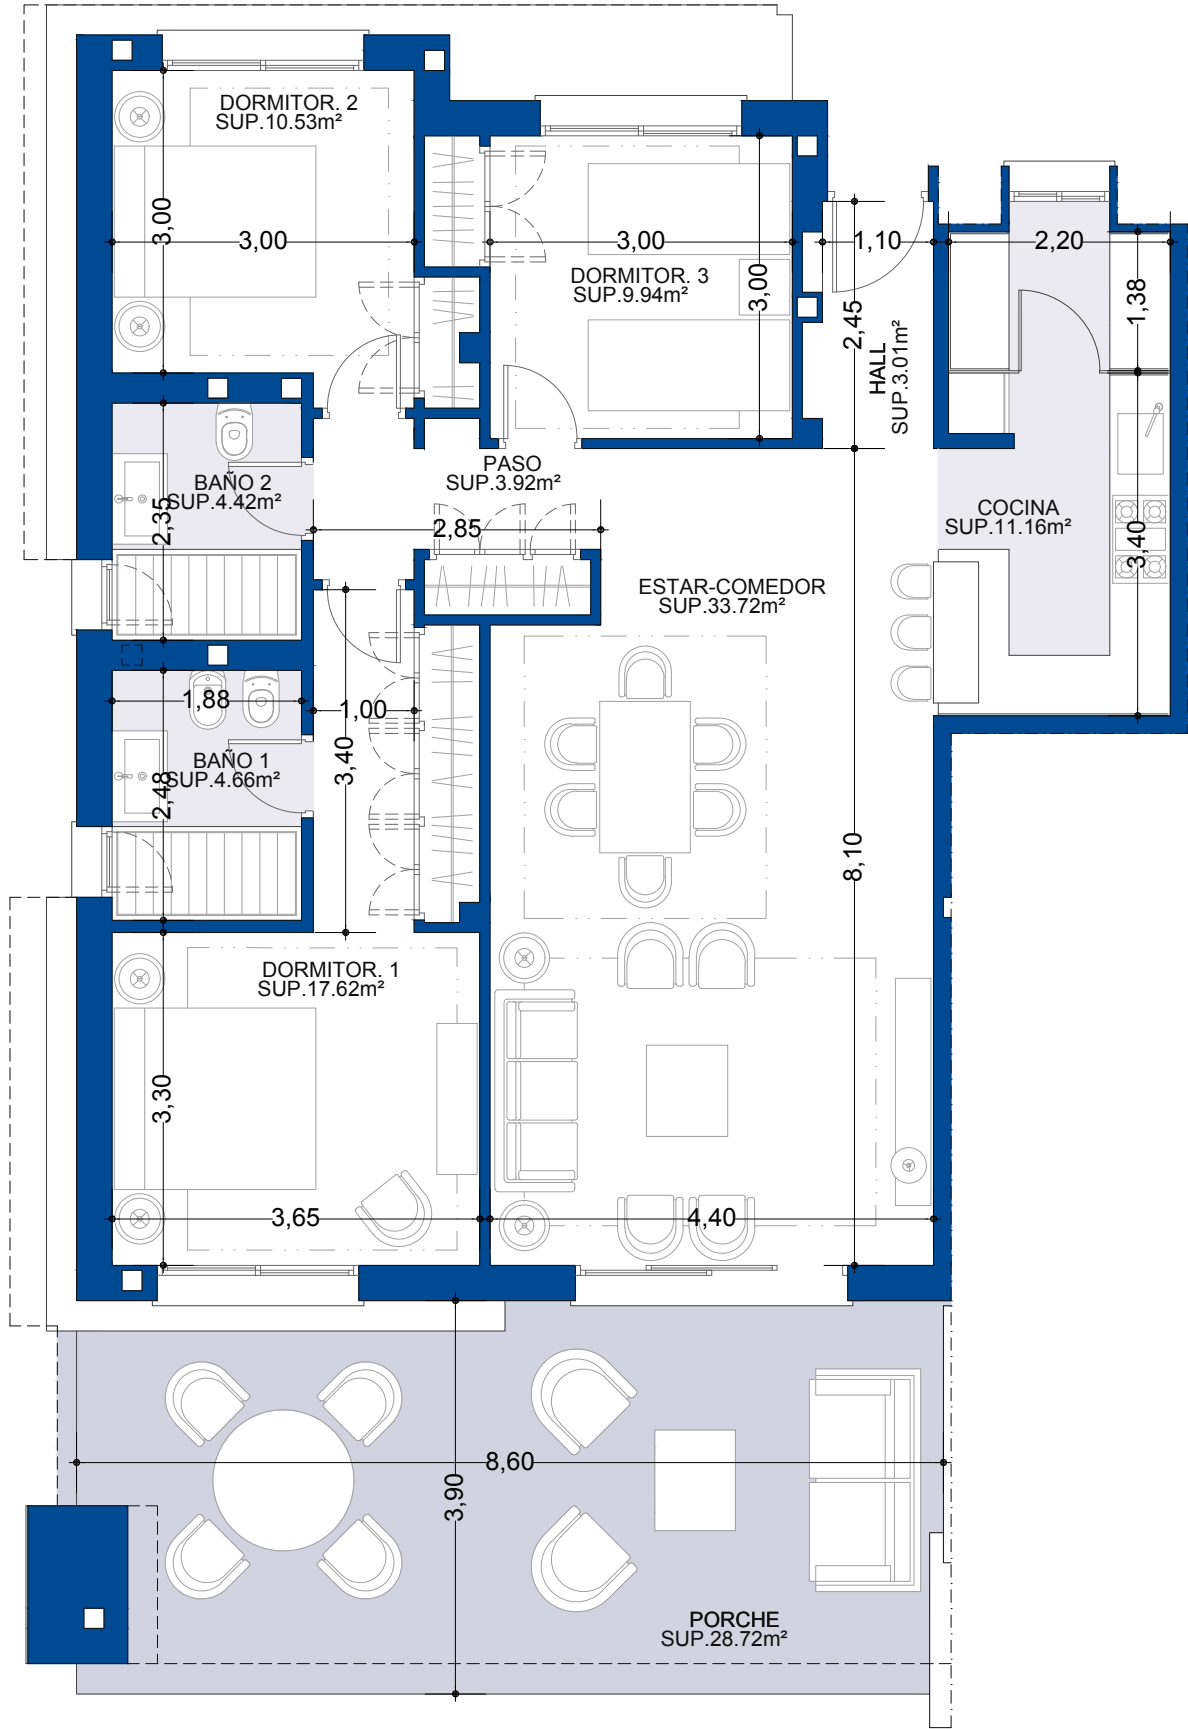 DORMITOR. 2
SUP.10.53m²
3,00
3,00
3,00
DORMITOR. 3
SUP.9.94m²
3,00
1,10
2,45
HALL
SUP.3.01m²
2,20
1,38
BAÑO 2
SUP.4.42m²
2,35
PASO
SUP.3.92m²
2,85
COCINA
SUP.11.16m²
3,40
ESTAR-COMEDOR
SUP.33.72m²
1,88
1,00
3,40
BAÑO 1
SUP.4.66m²
2,48
8,10
DORMITOR. 1
SUP.17.62m²
3,30
3,65
4,40
8,60
3,90
PORCHE
SUP.28.72m²